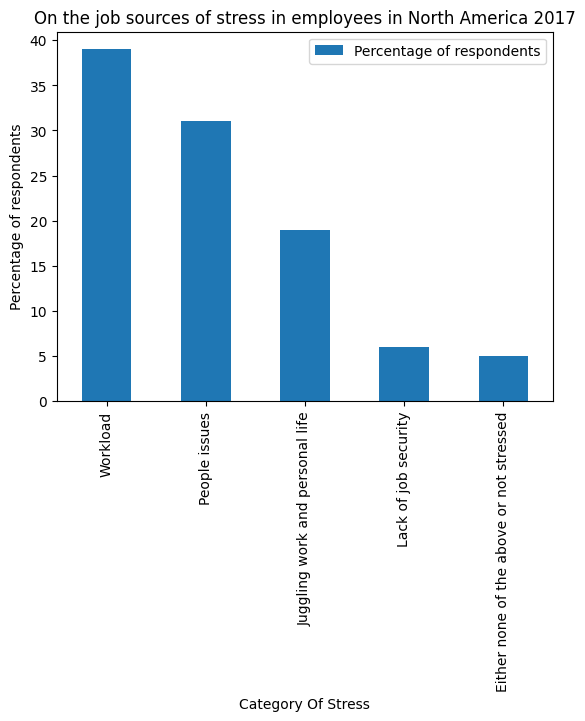 On the job sources of stress in employees in North America 2017
Percentage of respondents
Percentage of respondents
40
35
30
25
20
15
10
5
0
Workload
People issues
Juggling work and personal life
Lack of job security
Either none of the above or not stressed
Category Of Stress